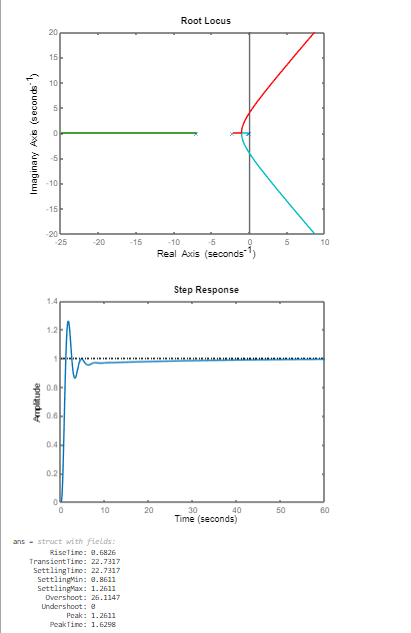 Root Locus
20
15
10
5
0
-5
-10
-15
-20
-25 -20 -15 -10 -5 0 5 10
Imaginary Axis (seconds-1)
Real Axis (seconds-1)
Step Response
1.4
1.2
1
0.8
0.6
0.4
0.2
0
0 10 20 30 40 50 60
Amplitude
Time (seconds)
ans = struct with fields:
RiseTime: 0.6826
TransientTime: 22.7317
SettlingTime: 22.7317
SettlingMin: 0.8611
SettlingMax: 1.2611
Overshoot: 26.1147
Undershoot: 0
Peak: 1.2611
PeakTime: 1.6298